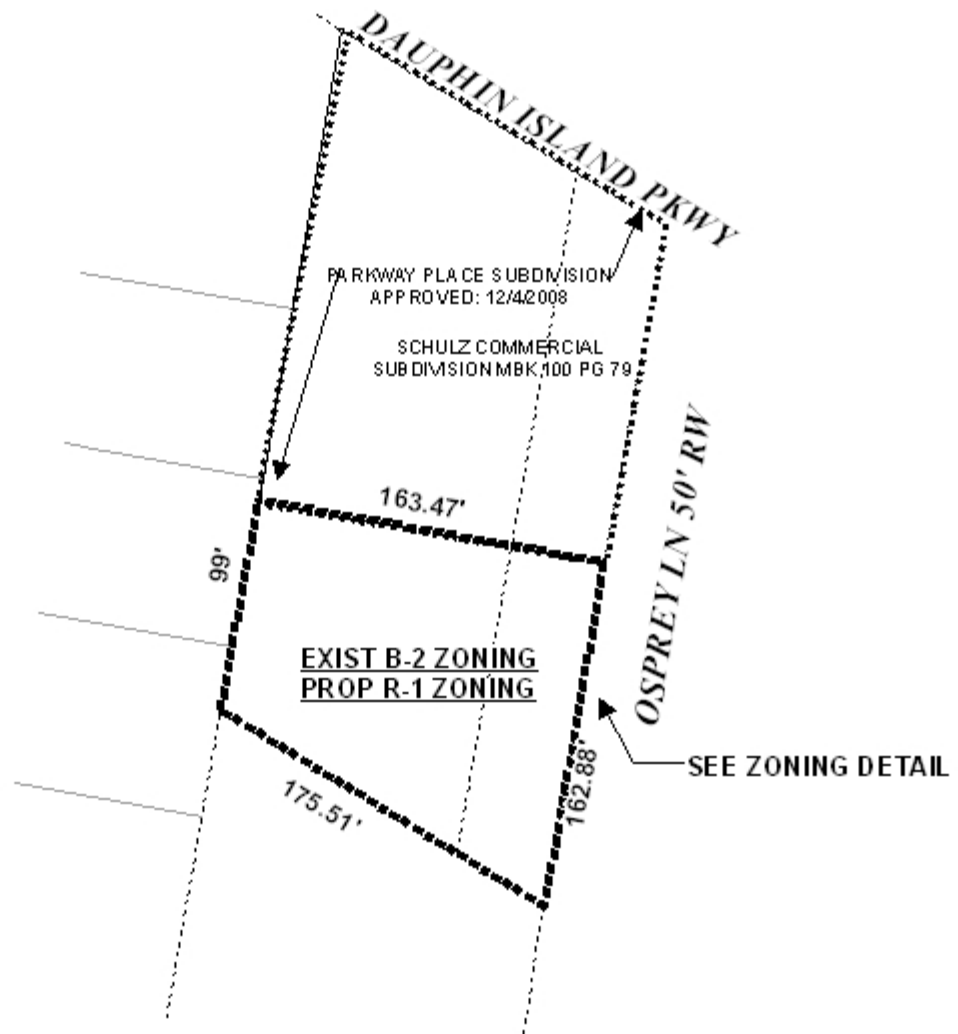 DAUPHIN ISLAND PKWY
PARKWAY PLACE SUBDIVISION
APPROVED: 12/4/2008
SCHULZ COMMERCIAL
SUBDIVISION MBK 100 PG 79
163.47'
99'
OSPREY LN 50' RW
EXIST B-2 ZONING
PROP R-1 ZONING
SEE ZONING DETAIL
162.88'
175.51'